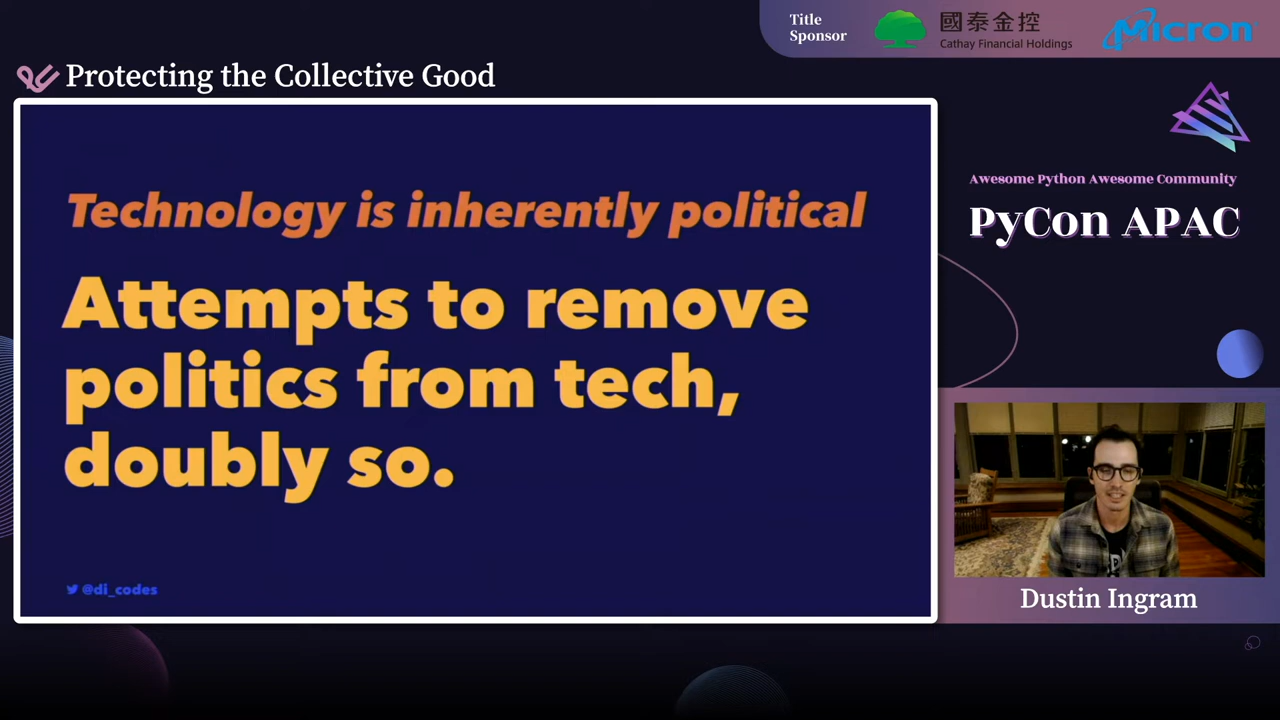 Title
Sponsor
國泰金控
Cathay Financial Holdings
Micron
Protecting the Collective Good
Technology is inherently political
Attempts to remove
politics from tech,
doubly so.
@di_codes
Awesome Python Awesome Community
PyCon APAC
Dustin Ingram